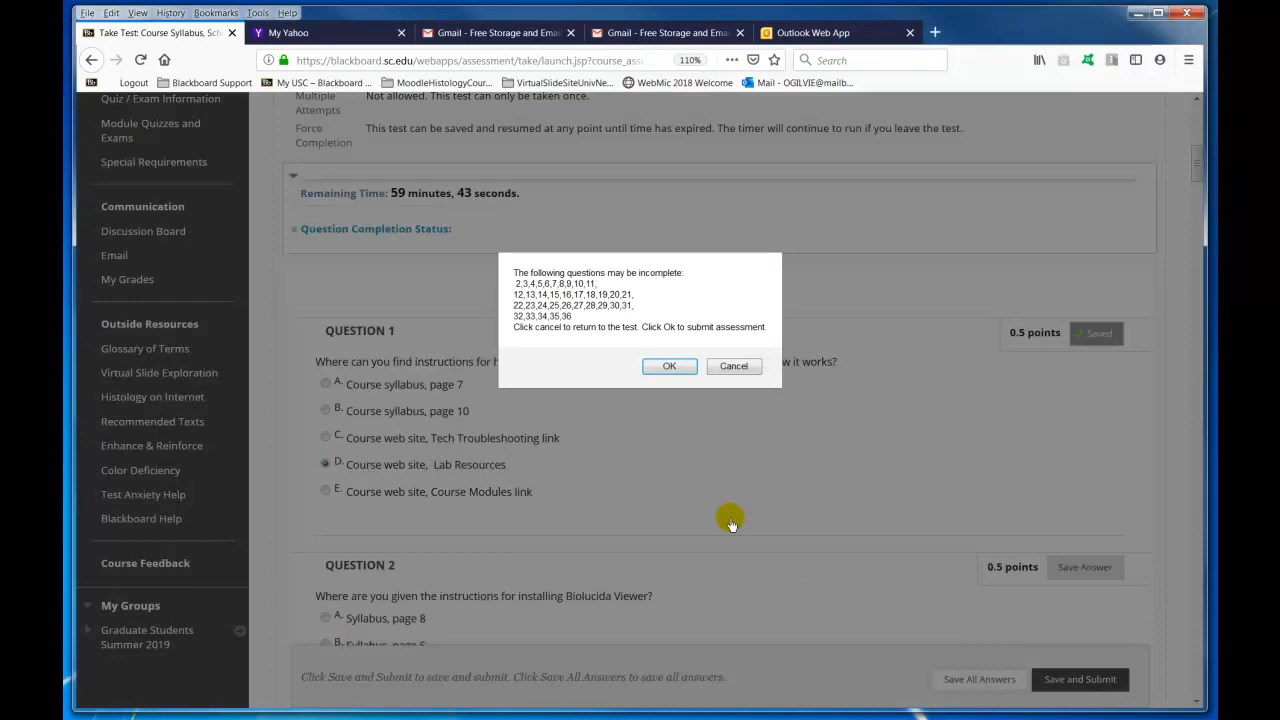 File Edit View History Bookmarks Tools Help
Take Test: Course Syllabus, Sch
My Yahoo
Gmail - Free Storage and Emai
Gmail - Free Storage and Emai
Outlook Web App
https://blackboard.sc.edu/webapps/assessment/take/launch.jsp?course_asse
110%
Search
Logout
Blackboard Support
My USC – Blackboard ...
MoodleHistologyCour...
VirtualSlideSiteUnivNe...
WebMic 2018 Welcome
Mail - OGILVIE@mailb...
Quiz / Exam Information
Module Quizzes and
Exams
Special Requirements
Communication
Discussion Board
Email
My Grades
Outside Resources
Glossary of Terms
Virtual Slide Exploration
Histology on Internet
Recommended Texts
Enhance & Reinforce
Color Deficiency
Test Anxiety Help
Blackboard Help
Course Feedback
My Groups
Graduate Students
Summer 2019
Multiple
Attempts
Not allowed. This test can only be taken once.
Force
Completion
This test can be saved and resumed at any point until time has expired. The timer will continue to run if you leave the test.
Remaining Time: 59 minutes, 43 seconds.
Question Completion Status:
The following questions may be incomplete:
2,3,4,5,6,7,8,9,10,11,
12,13,14,15,16,17,18,19,20,21,
22,23,24,25,26,27,28,29,30,31,
32,33,34,35,36
Click cancel to return to the test. Click Ok to submit assessment.
OK
Cancel
QUESTION 1
0.5 points
Saved
Where can you find instructions for h
w it works?
A. Course syllabus, page 7
B. Course syllabus, page 10
C. Course web site, Tech Troubleshooting link
D. Course web site, Lab Resources
E. Course web site, Course Modules link
QUESTION 2
0.5 points
Save Answer
Where are you given the instructions for installing Biolucida Viewer?
A. Syllabus, page 8
B. Syllabus, page
Click Save and Submit to save and submit. Click Save All Answers to save all answers.
Save All Answers
Save and Submit